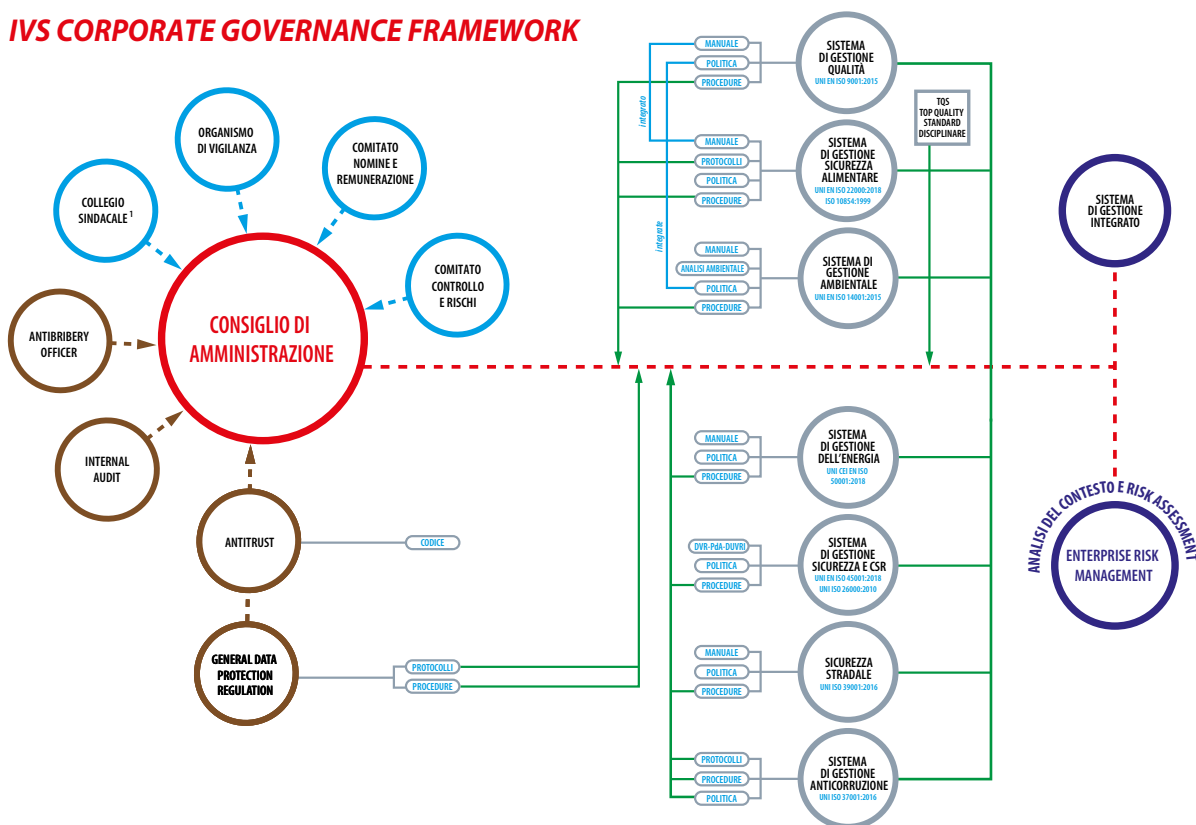 IVS CORPORATE GOVERNANCE FRAMEWORK
COLLEGIO
SINDACALE 1
ORGANISMO
DI VIGILANZA
COMITATO
NOMINE E
REMUNERAZIONE
COMITATO
CONTROLLO
E RISCHI
CONSIGLIO DI
AMMINISTRAZIONE
ANTIBRIBERY
OFFICER
INTERNAL
AUDIT
ANTITRUST
CODICE
GENERAL DATA
PROTECTION
REGULATION
PROTOCOLLI
PROCEDURE
MANUALE
POLITICA
PROCEDURE
SISTEMA
DI GESTIONE
QUALITÀ
UNI EN ISO 9001:2015
integrato
TQS
TOP QUALITY
STANDARD
DISCIPLINARE
MANUALE
PROTOCOLLI
POLITICA
PROCEDURE
SISTEMA
DI GESTIONE
SICUREZZA
ALIMENTARE
UNI EN ISO 22000:2018
ISO 10854:1999
integrate
MANUALE
ANALISI AMBIENTALE
POLITICA
PROCEDURE
SISTEMA DI
GESTIONE
AMBIENTALE
UNI EN ISO 14001:2015
MANUALE
POLITICA
PROCEDURE
SISTEMA
DI GESTIONE
DELL'ENERGIA
UNI CEI EN ISO
50001:2018
DVR-PdA-DUVRI
POLITICA
PROCEDURE
SISTEMA
DI GESTIONE
SICUREZZA E CSR
UNI EN ISO 45001:2018
UNI ISO 26000:2010
MANUALE
POLITICA
PROCEDURE
SICUREZZA
STRADALE
UNI ISO 39001:2016
PROTOCOLLI
PROCEDURE
POLITICA
SISTEMA
DI GESTIONE
ANTICORRUZIONE
UNI ISO 37001:2016
SISTEMA
DI GESTIONE
INTEGRATO
ANALISI DEL CONTESTO E RISK ASSESSMENT
ENTERPRISE RISK
MANAGEMENT